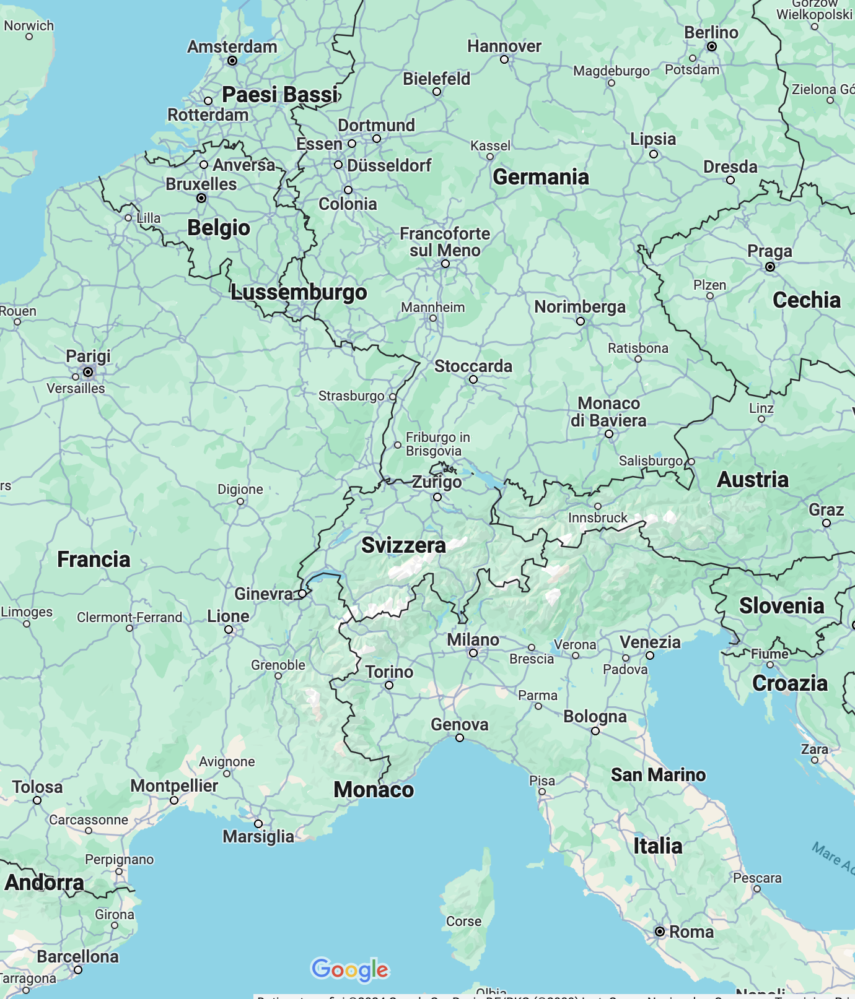 Gorzów
Wielkopolski
Norwich
Berlino
Amsterdam
Hannover
Magdeburgo
Potsdam
Bielefeld
Zielona Gó
Paesi Bassi
Rotterdam
Dortmund
Essen
Lipsia
Kassel
Anversa
Düsseldorf
Germania
Dresda
Bruxelles
Colonia
Lilla
Belgio
Francoforte
sul Meno
Praga
Plzen
Lussemburgo
Cechia
Mannheim
Norimberga
Rouen
Ratisbona
Parigi
Stoccarda
Versailles
Strasburgo
Monaco
di Baviera
Linz
Friburgo in
Brisgovia
Salisburgo
Zurigo
Austria
rs
Digione
Innsbruck
Graz
Svizzera
Francia
Ginevra
Slovenia
Limoges
Clermont-Ferrand
Lione
Milano
Verona
Venezia
Brescia
Fiume
Grenoble
Torino
Padova
Croazia
Parma
Bologna
Genova
Zara
Avignone
San Marino
Pisa
Tolosa
Montpellier
Monaco
Carcassonne
Marsiglia
Italia
Mare Ad
Perpignano
Andorra
Pescara
Girona
Corse
Roma
Barcellona
Google
Tarragona